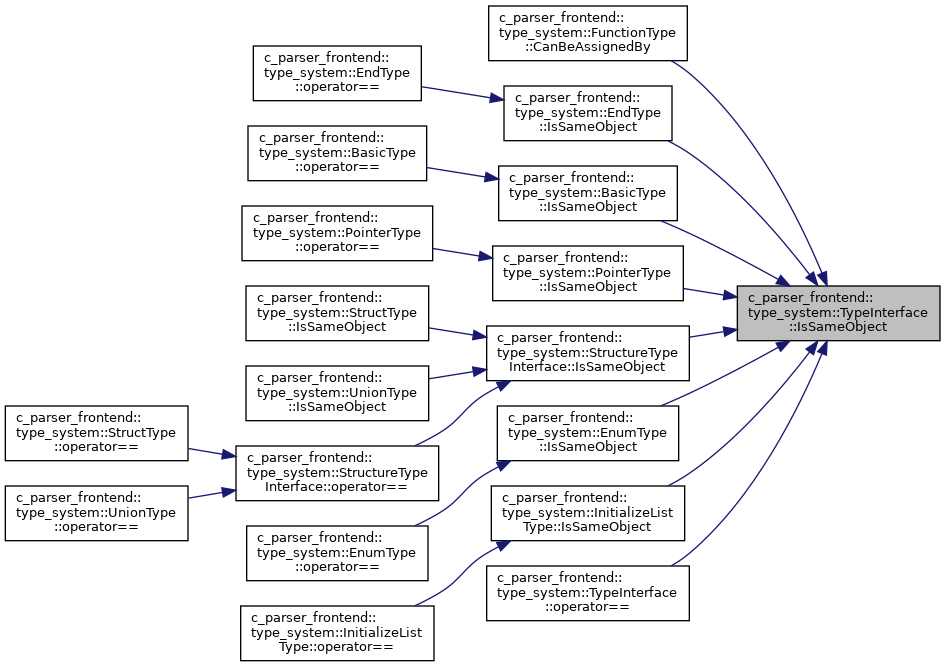 c_parser_frontend::
type_system::FunctionType
::CanBeAssignedBy
c_parser_frontend::
type_system::EndType
::operator==
c_parser_frontend::
type_system::EndType
::IsSameObject
c_parser_frontend::
type_system::BasicType
::operator==
c_parser_frontend::
type_system::BasicType
::IsSameObject
c_parser_frontend::
type_system::PointerType
::operator==
c_parser_frontend::
type_system::PointerType
::IsSameObject
c_parser_frontend::
type_system::StructType
::IsSameObject
c_parser_frontend::
type_system::TypeInterface
::IsSameObject
c_parser_frontend::
type_system::StructureType
Interface::IsSameObject
c_parser_frontend::
type_system::UnionType
::IsSameObject
c_parser_frontend::
type_system::StructType
::operator==
c_parser_frontend::
type_system::EnumType
::IsSameObject
c_parser_frontend::
type_system::StructureType
Interface::operator==
c_parser_frontend::
type_system::UnionType
::operator==
c_parser_frontend::
type_system::InitializeList
Type::IsSameObject
c_parser_frontend::
type_system::EnumType
::operator==
c_parser_frontend::
type_system::TypeInterface
::operator==
c_parser_frontend::
type_system::InitializeList
Type::operator==